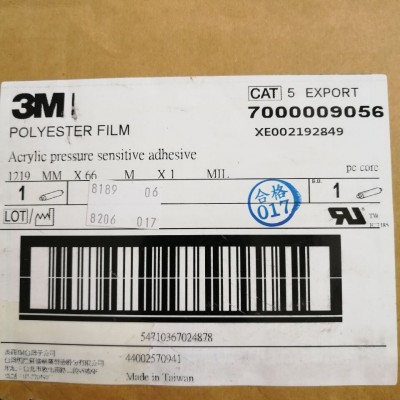 3M
CAT 5 EXPORT
7000009056
POLYESTER FILM
XE002192849
Acrylic pressure sensitive adhesive
1219 MM X 66 M X 1 MIL
pc core
1
8189 06
合格
017
1
LOT/
8206 017
54710367024878
44002570941
Made in Taiwan